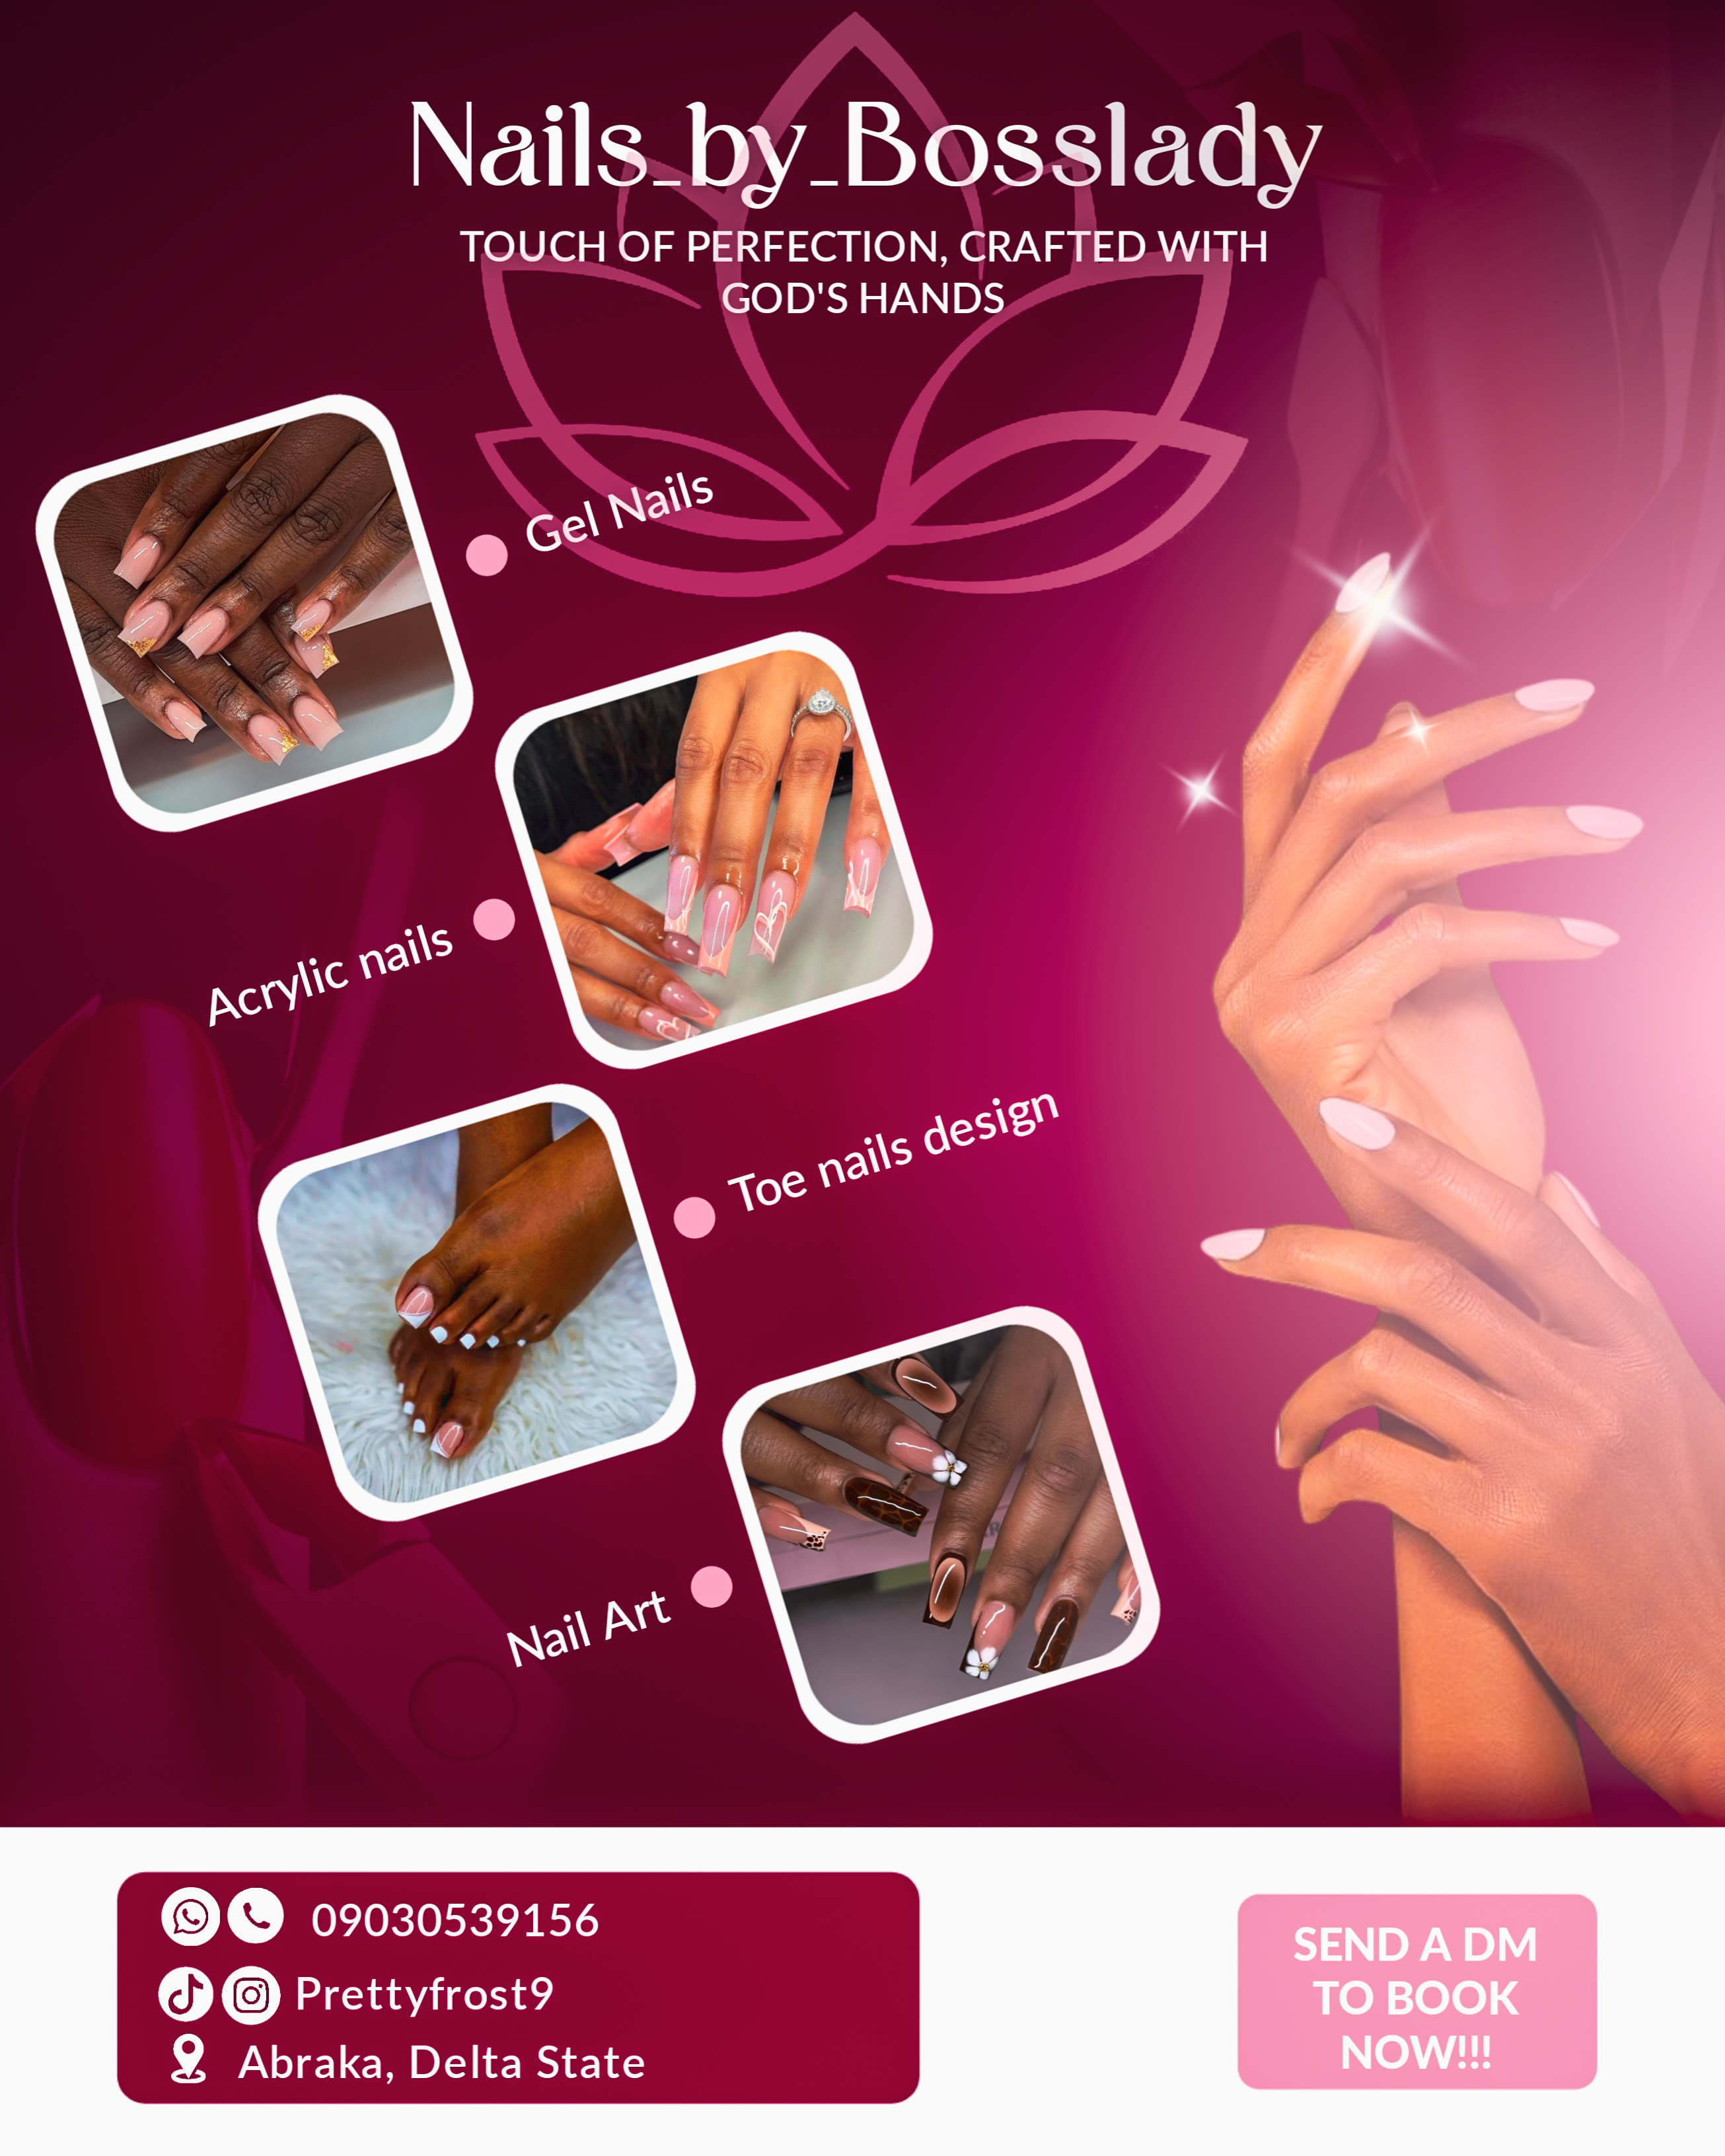 Nails_by_Bosslady
TOUCH OF PERFECTION, CRAFTED WITH
GOD'S HANDS
Gel Nails
Acrylic nails
Toe nails design
Nail Art
09030539156
Prettyfrost9
Abraka, Delta State
SEND A DM
TO BOOK
NOW!!!